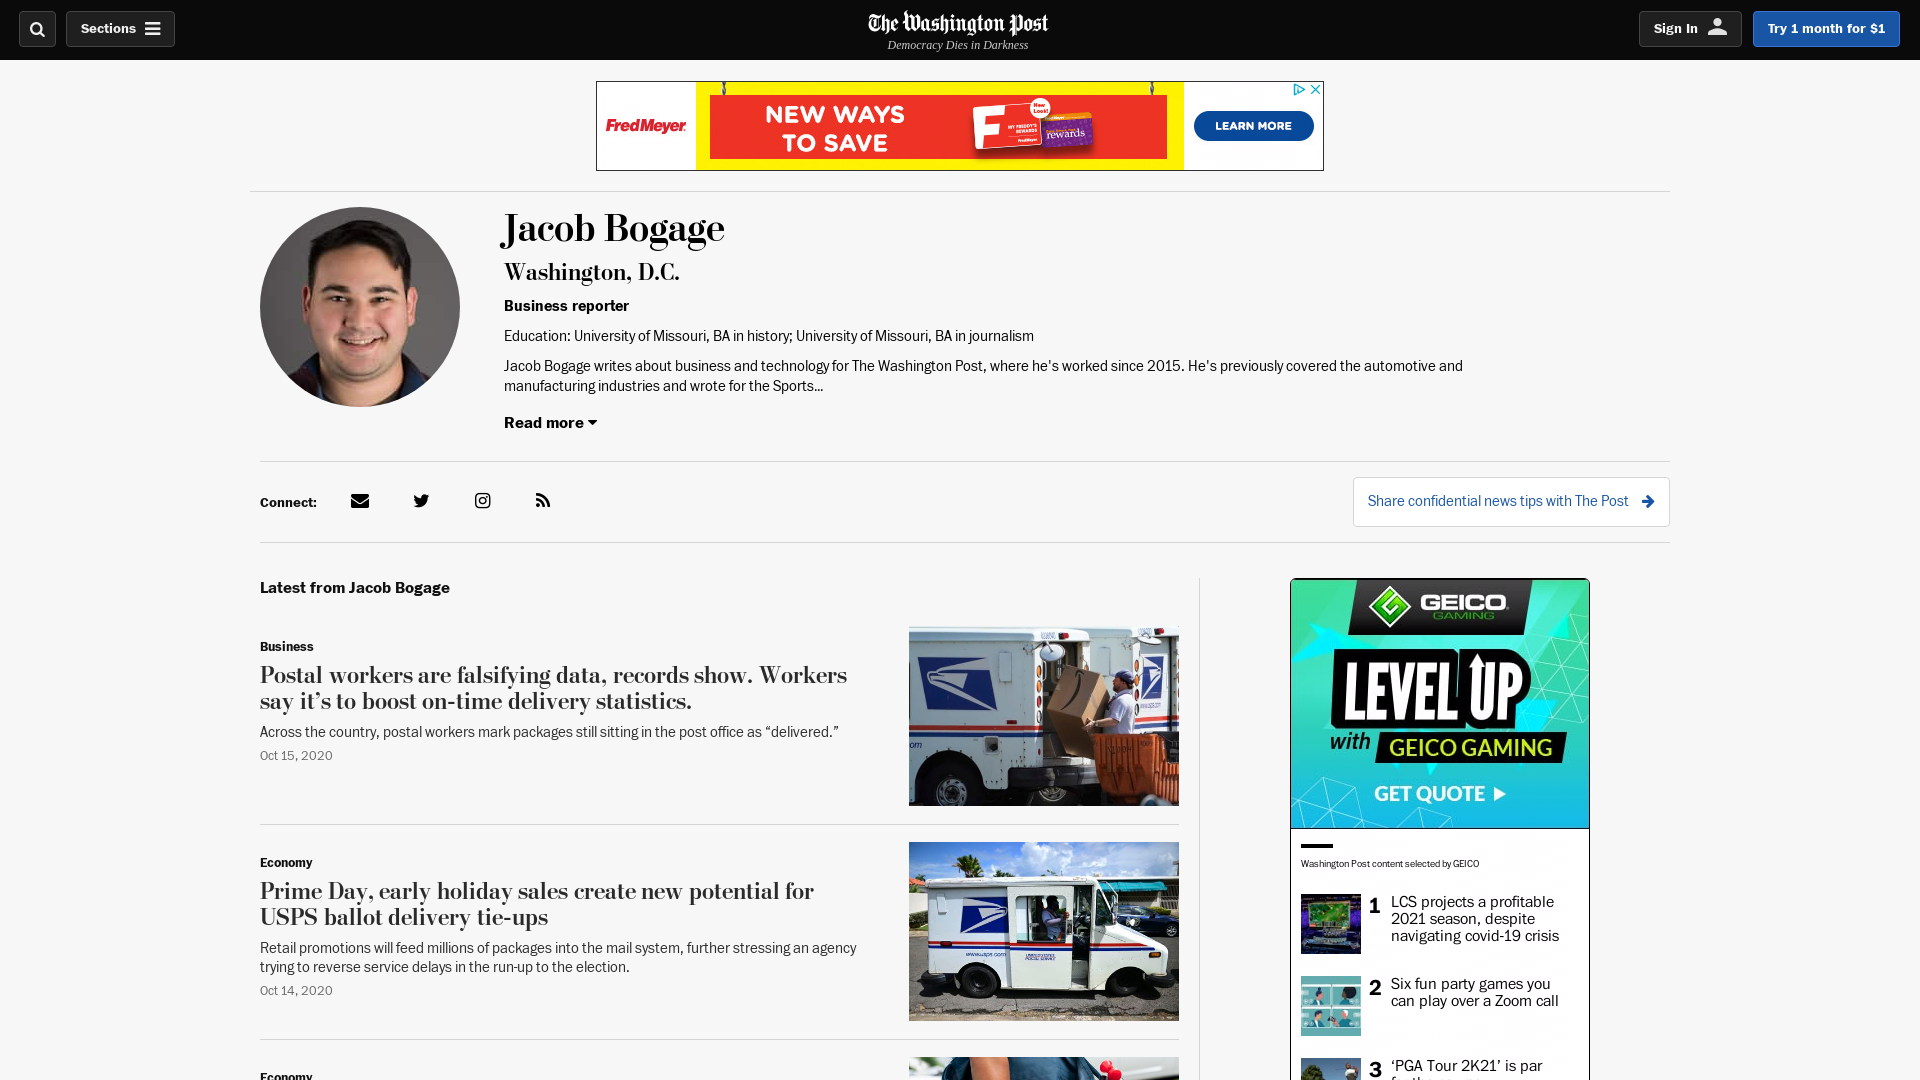 Sections
The Washington Post
Democracy Dies in Darkness
Sign In
Try 1 month for $1
FredMeyer
NEW WAYS
TO SAVE
New Look!
F
MY FREDDY'S
REWARDS
rewards
LEARN MORE
Jacob Bogage
Washington, D.C.
Business reporter
Education: University of Missouri, BA in history; University of Missouri, BA in journalism
Jacob Bogage writes about business and technology for The Washington Post, where he's worked since 2015. He's previously covered the automotive and
manufacturing industries and wrote for the Sports...
Read more
Connect:
Share confidential news tips with The Post
Latest from Jacob Bogage
Business
Postal workers are falsifying data, records show. Workers
say it’s to boost on-time delivery statistics.
Across the country, postal workers mark packages still sitting in the post office as “delivered.”
Oct 15, 2020
Economy
Prime Day, early holiday sales create new potential for
USPS ballot delivery tie-ups
Retail promotions will feed millions of packages into the mail system, further stressing an agency
trying to reverse service delays in the run-up to the election.
Oct 14, 2020
www.usps.com
Economy
GEICO
GAMING
LEVEL UP
with GEICO GAMING
GET QUOTE
Washington Post content selected by GEICO
1 LCS projects a profitable
2021 season, despite
navigating covid-19 crisis
2 Six fun party games you
can play over a Zoom call
3 ‘PGA Tour 2K21’ is par